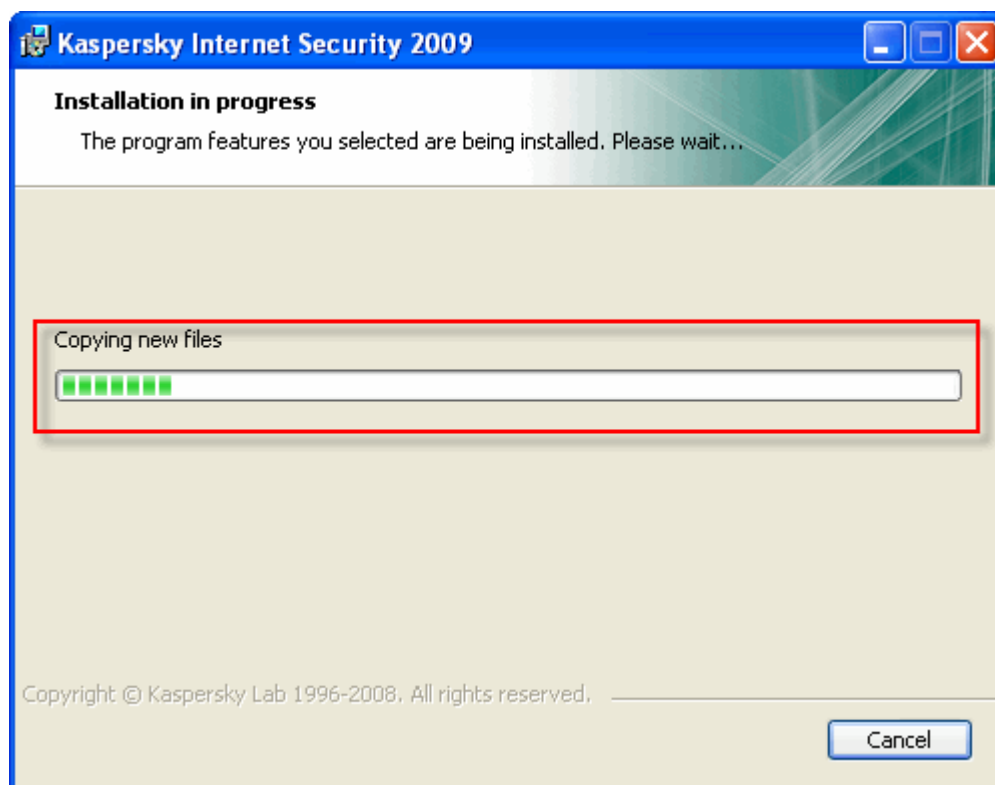 Kaspersky Internet Security 2009
Installation in progress
The program features you selected are being installed. Please wait...
Copying new files
Copyright © Kaspersky Lab 1996-2008. All rights reserved.
Cancel